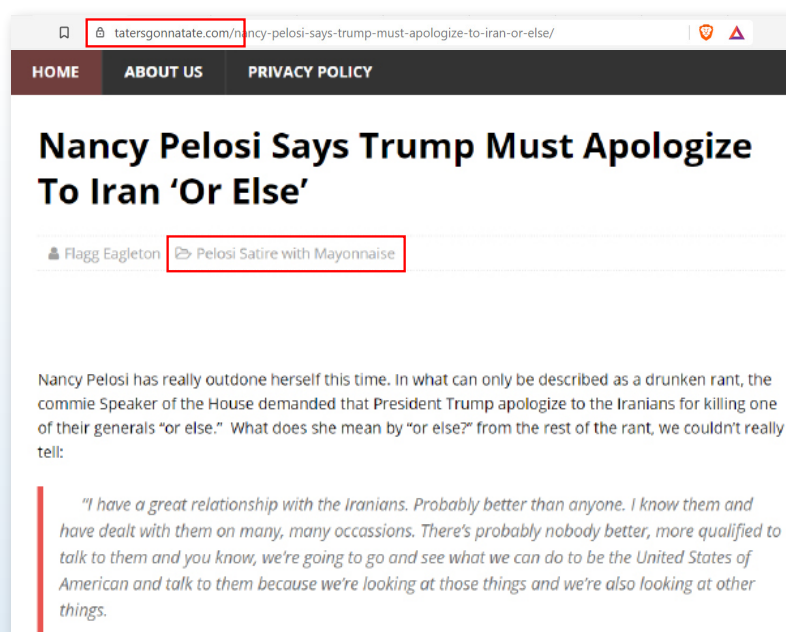 tatersgonnatate.com/nancy-pelosi-says-trump-must-apologize-to-iran-or-else/
HOME ABOUT US PRIVACY POLICY
Nancy Pelosi Says Trump Must Apologize
To Iran ‘Or Else’
Flagg Eagleton Pelosi Satire with Mayonnaise
Nancy Pelosi has really outdone herself this time. In what can only be described as a drunken rant, the
commie Speaker of the House demanded that President Trump apologize to the Iranians for killing one
of their generals “or else.” What does she mean by “or else?” from the rest of the rant, we couldn’t really
tell:
“I have a great relationship with the Iranians. Probably better than anyone. I know them and
have dealt with them on many, many occassions. There’s probably nobody better, more qualified to
talk to them and you know, we’re going to go and see what we can do to be the United States of
American and talk to them because we’re looking at those things and we’re also looking at other
things.